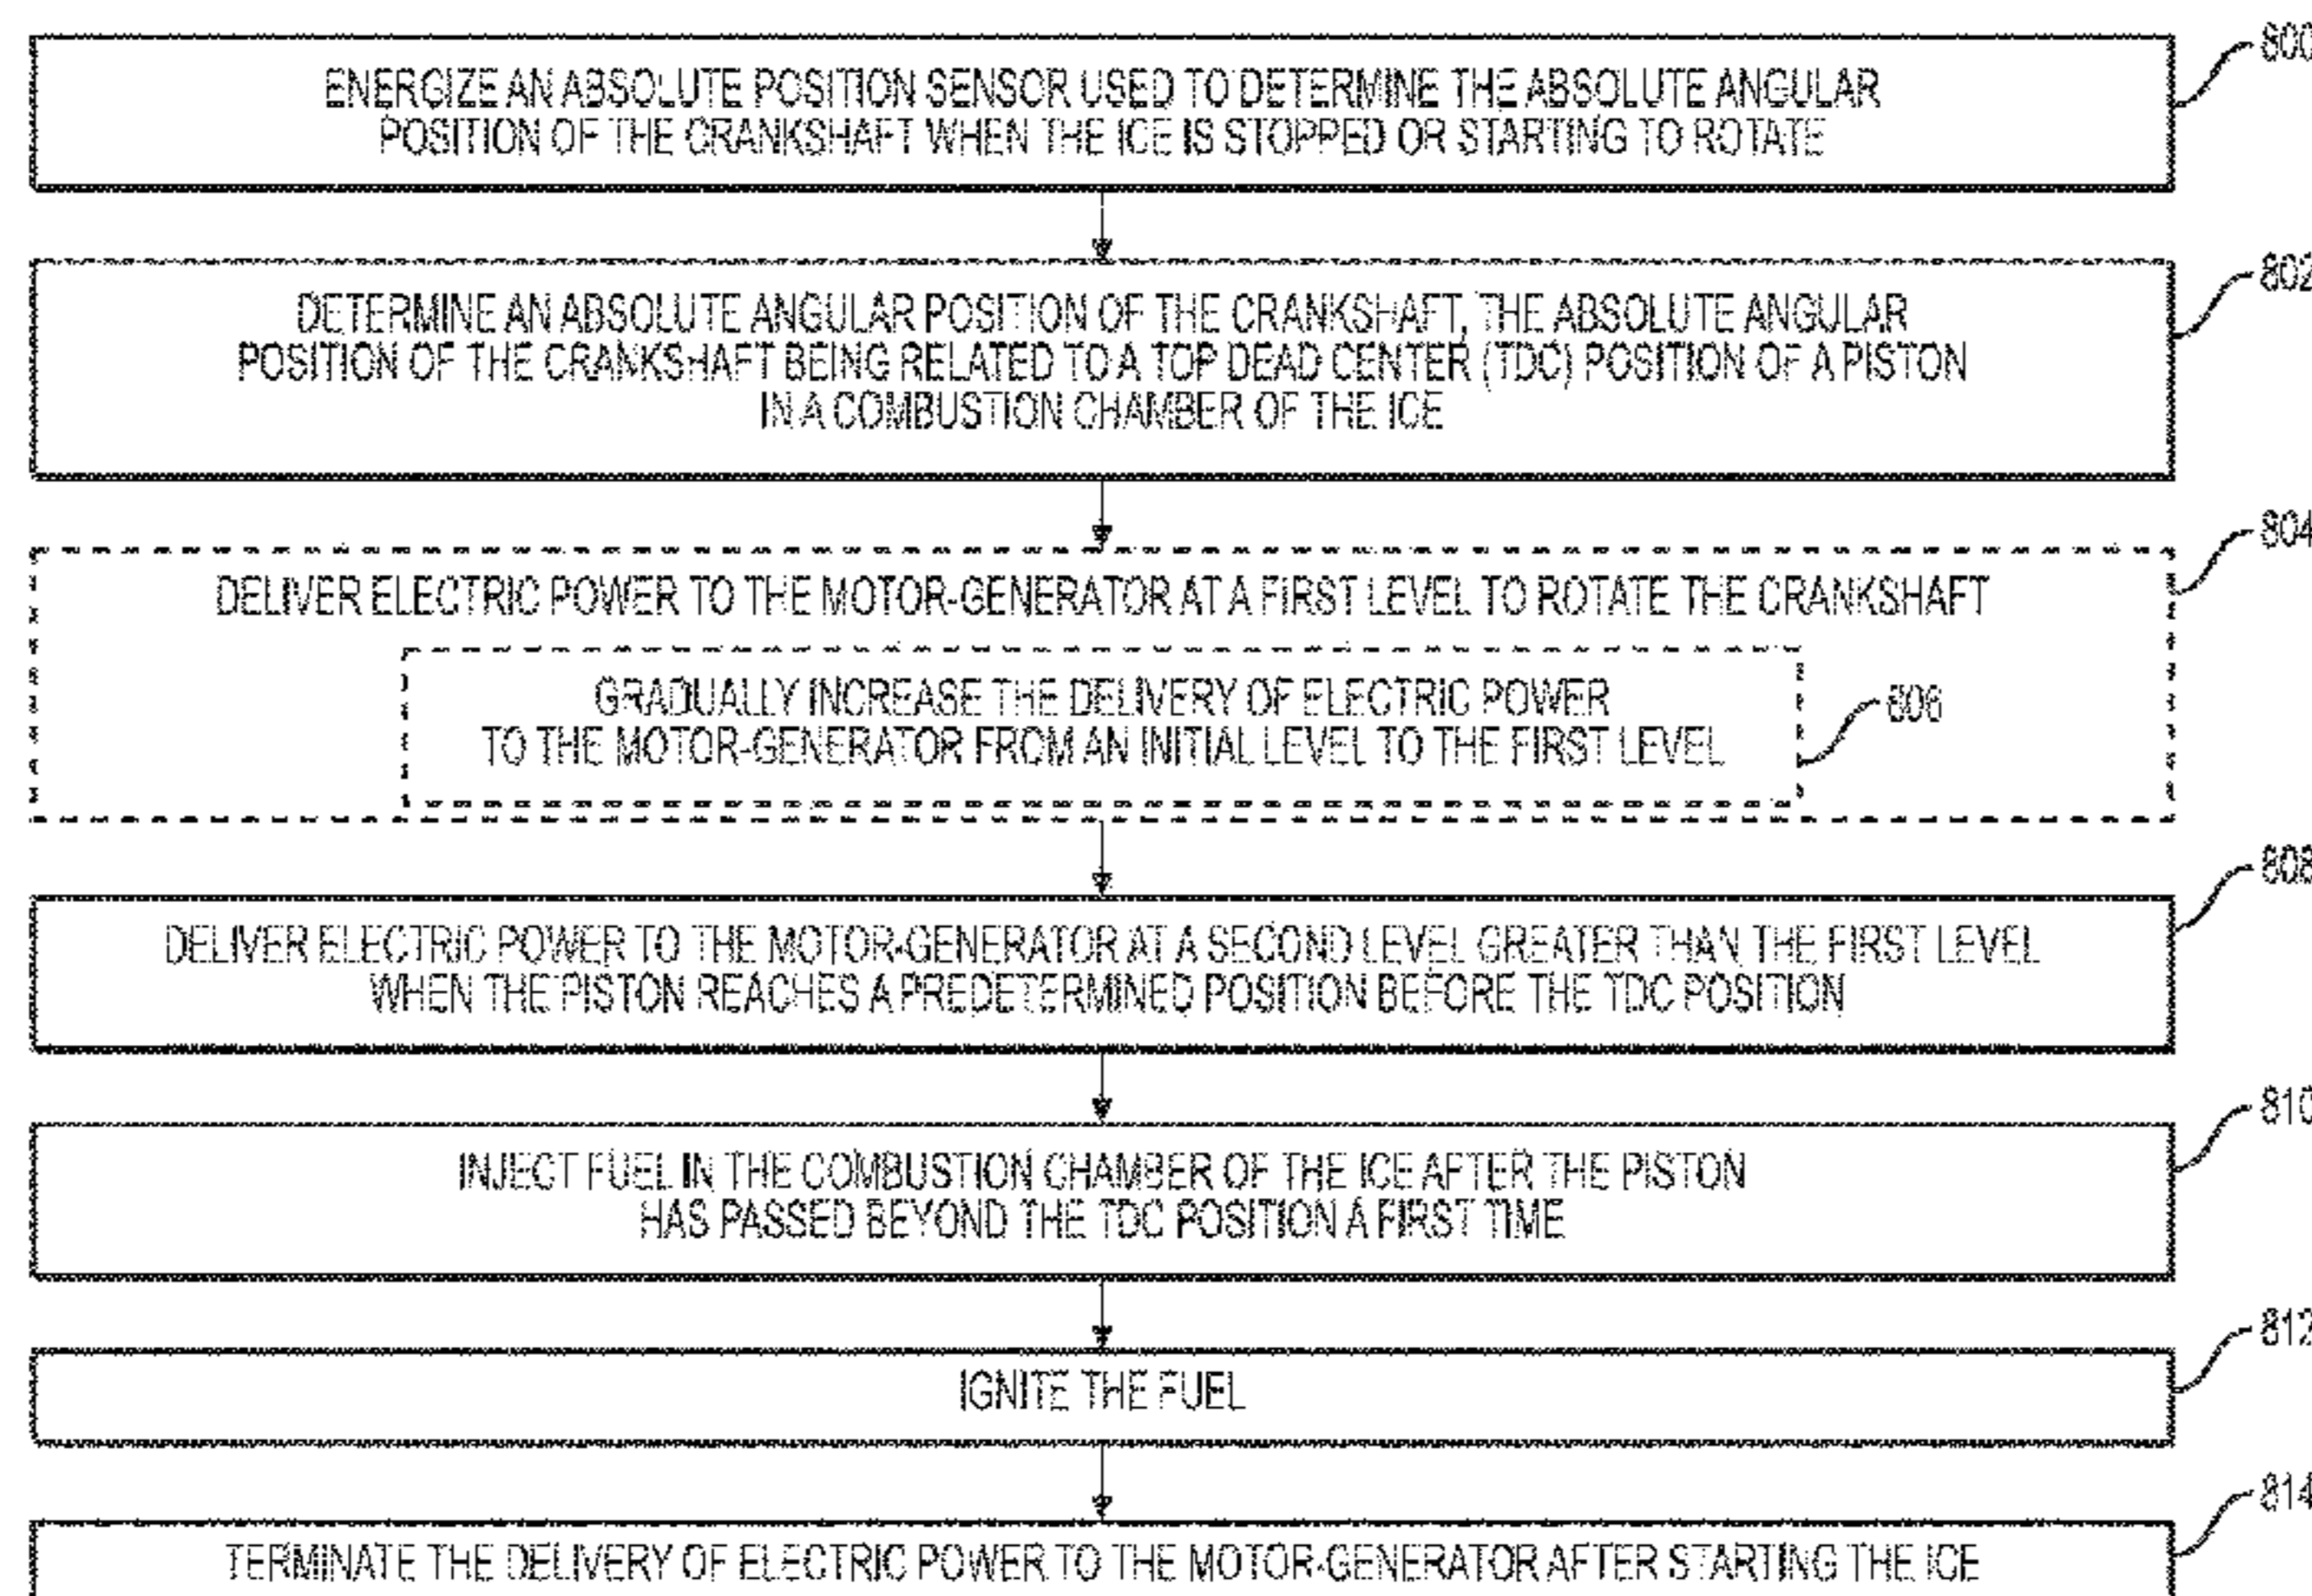 800
ENERGIZE AN ABSOLUTE POSITION SENSOR USED TO DETERMINE THE ABSOLUTE ANGULAR
POSITION OF THE CRANKSHAFT WHEN THE ICE IS STOPPED OR STARTING TO ROTATE
802
DETERMINE AN ABSOLUTE ANGULAR POSITION OF THE CRANKSHAFT, THE ABSOLUTE ANGULAR
POSITION OF THE CRANKSHAFT BEING RELATED TO A TOP DEAD CENTER (TDC) POSITION OF A PISTON
IN A COMBUSTION CHAMBER OF THE ICE
804
DELIVER ELECTRIC POWER TO THE MOTOR-GENERATOR AT A FIRST LEVEL TO ROTATE THE CRANKSHAFT
GRADUALLY INCREASE THE DELIVERY OF ELECTRIC POWER
TO THE MOTOR-GENERATOR FROM AN INITIAL LEVEL TO THE FIRST LEVEL
806
808
DELIVER ELECTRIC POWER TO THE MOTOR-GENERATOR AT A SECOND LEVEL GREATER THAN THE FIRST LEVEL
WHEN THE PISTON REACHES A PREDETERMINED POSITION BEFORE THE TDC POSITION
810
INJECT FUEL IN THE COMBUSTION CHAMBER OF THE ICE AFTER THE PISTON
HAS PASSED BEYOND THE TDC POSITION A FIRST TIME
812
IGNITE THE FUEL
814
TERMINATE THE DELIVERY OF ELECTRIC POWER TO THE MOTOR-GENERATOR AFTER STARTING THE ICE